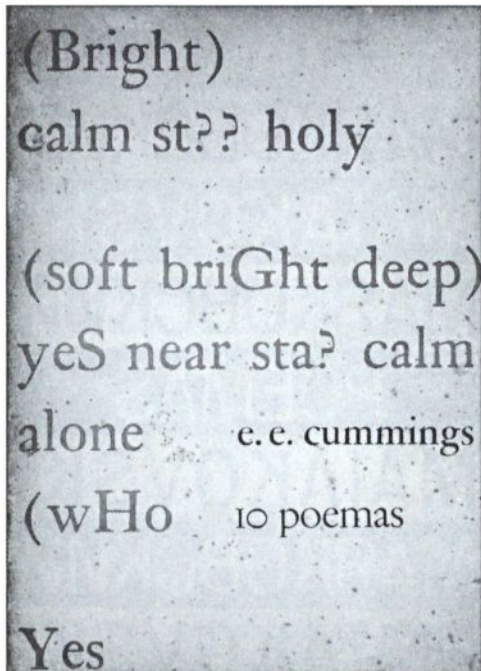 (Bright)
calm st?? holy
(soft briGht deep)
yeS near sta? calm
alone
e. e. cummings
(wHo
10 poemas
Yes